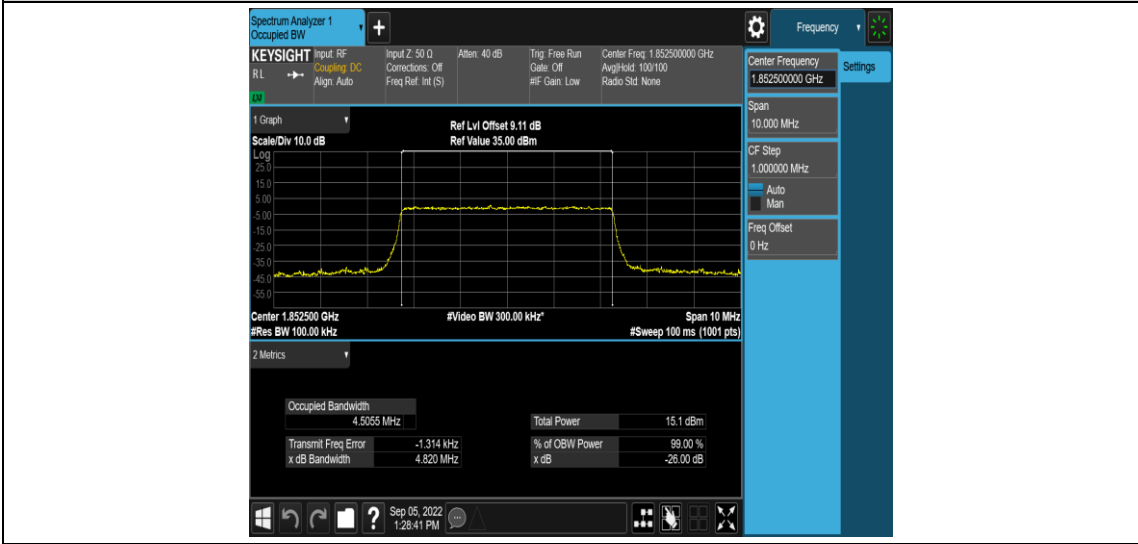 Spectrum Analyzer 1
Occupied BW
+
Frequency
KEYSIGHT
RL
LXI
Input: RF
Coupling: DC
Align: Auto
Input Z: 50 Ω
Corrections: Off
Freq Ref: Int (S)
Atten: 40 dB
Trig: Free Run
Gate: Off
#IF Gain: Low
Center Freq: 1.852500000 GHz
Avg|Hold: 100/100
Radio Std: None
Center Frequency
1.852500000 GHz
Settings
Span
10.000 MHz
CF Step
1.000000 MHz
Auto
Man
Freq Offset
0 Hz
1 Graph
Scale/Div 10.0 dB
Ref Lvl Offset 9.11 dB
Ref Value 35.00 dBm
Log
25.0
15.0
5.00
-5.00
-15.0
-25.0
-35.0
-45.0
-55.0
Center 1.852500 GHz
#Video BW 300.00 kHz*
Span 10 MHz
#Res BW 100.00 kHz
#Sweep 100 ms (1001 pts)
2 Metrics
Occupied Bandwidth
4.5055 MHz
Total Power 15.1 dBm
Transmit Freq Error -1.314 kHz
% of OBW Power 99.00 %
x dB Bandwidth 4.820 MHz
x dB -26.00 dB
?
Sep 05, 2022
1:28:41 PM